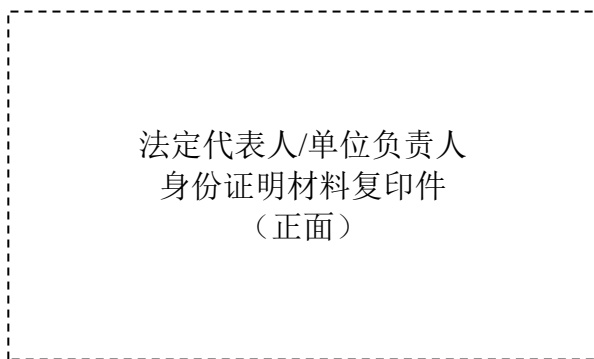 法定代表人/单位负责人
身份证明材料复印件
（正面）